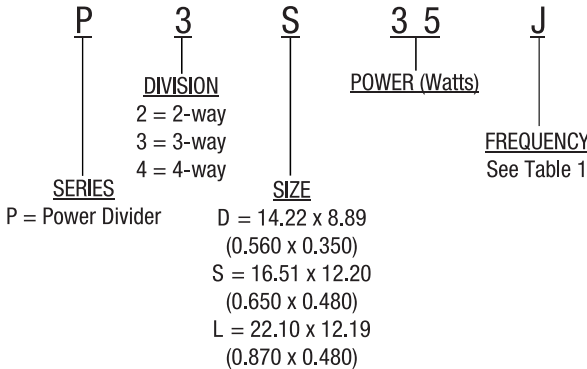 P 3 S 3 5 J
DIVISION
2 = 2-way
3 = 3-way
4 = 4-way
POWER (Watts)
FREQUENCY
See Table 1
SERIES
P = Power Divider
SIZE
D = 14.22 x 8.89
(0.560 x 0.350)
S = 16.51 x 12.20
(0.650 x 0.480)
L = 22.10 x 12.19
(0.870 x 0.480)